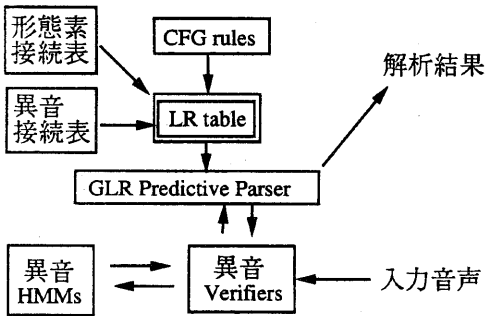 形態素
接続表
CFG rules
解析結果
異音
接続表
LR table
GLR Predictive Parser
異音
HMMs
異音
Verifiers
入力音声